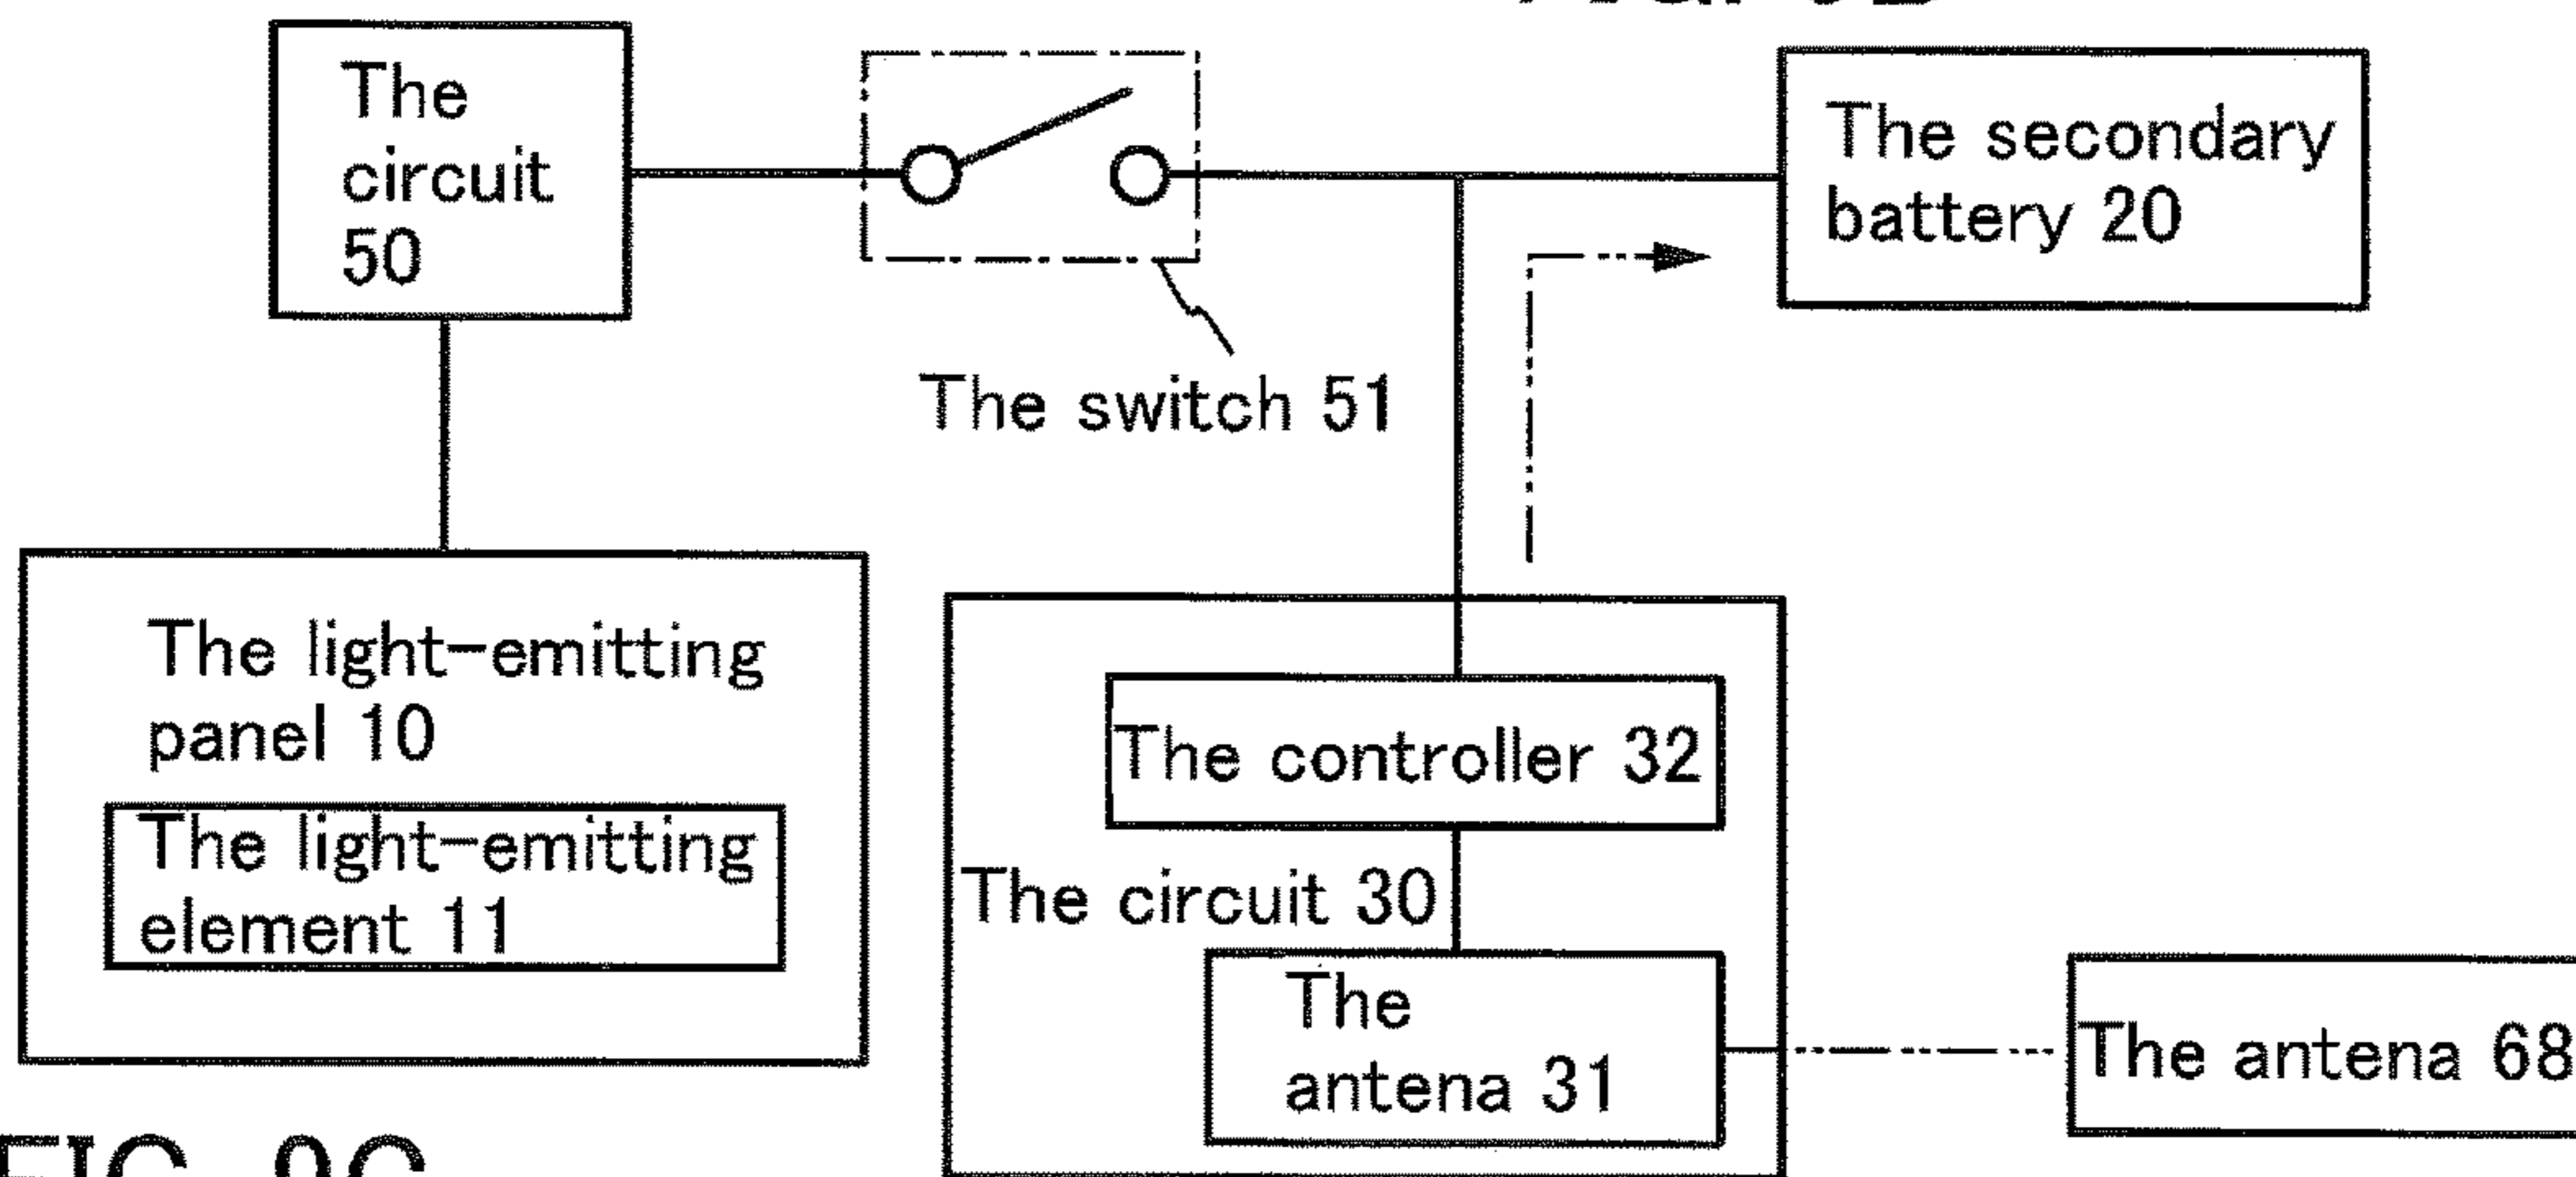 The
circuit
50
The secondary
battery 20
The switch 51
The light-emitting
panel 10
The light-emitting
element 11
The controller 32
The circuit 30
The
antena 31
The antena 68